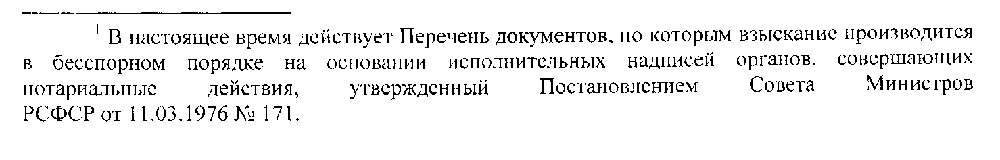 ¹ В настоящее время действует Перечень документов, по которым взыскание производится
в бесспорном порядке на основании исполнительных надписей органов, совершающих
нотариальные действия, утвержденный Постановлением Совета Министров
РСФСР от 11.03.1976 № 171.